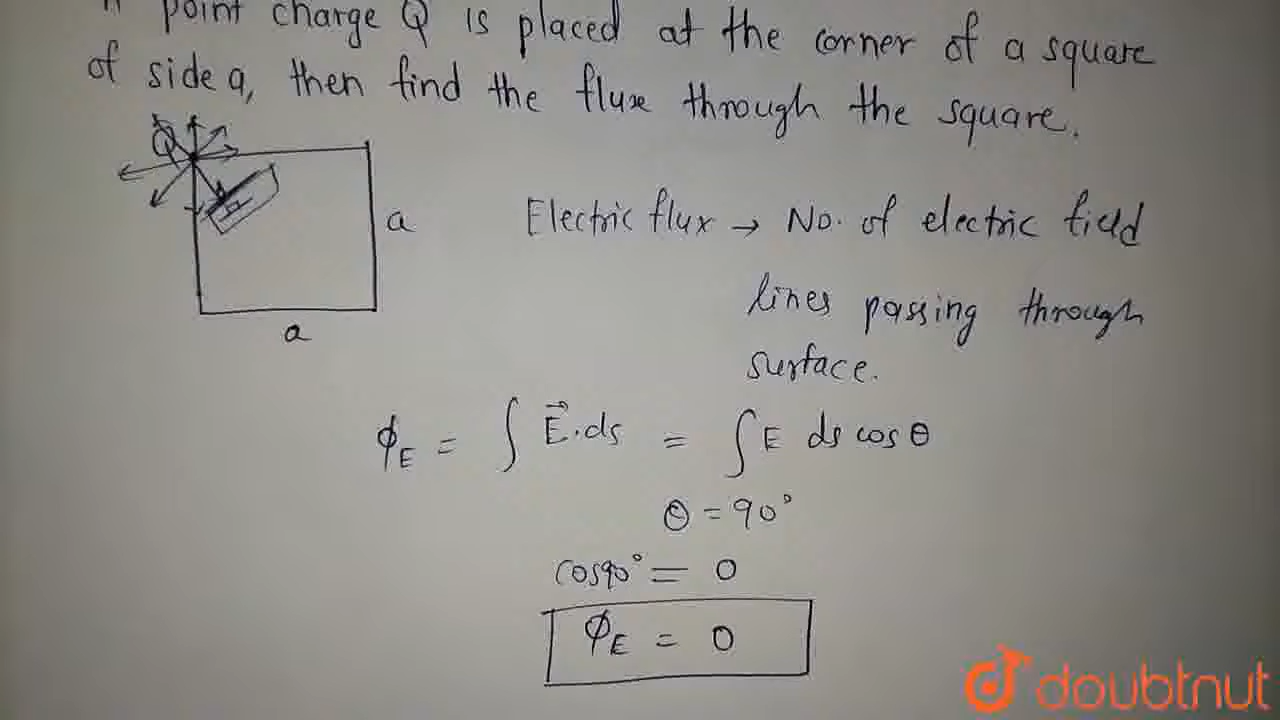 point charge Q is placed at the corner of a square
of side a, then find the flux through the square.
Q
a
a
Electric flux → No. of electric field
lines passing through
surface.
ϕE = ∫ E⃗.ds = ∫ E ds cos θ
θ = 90°
cos90° = 0
ϕE = 0
doubtnut